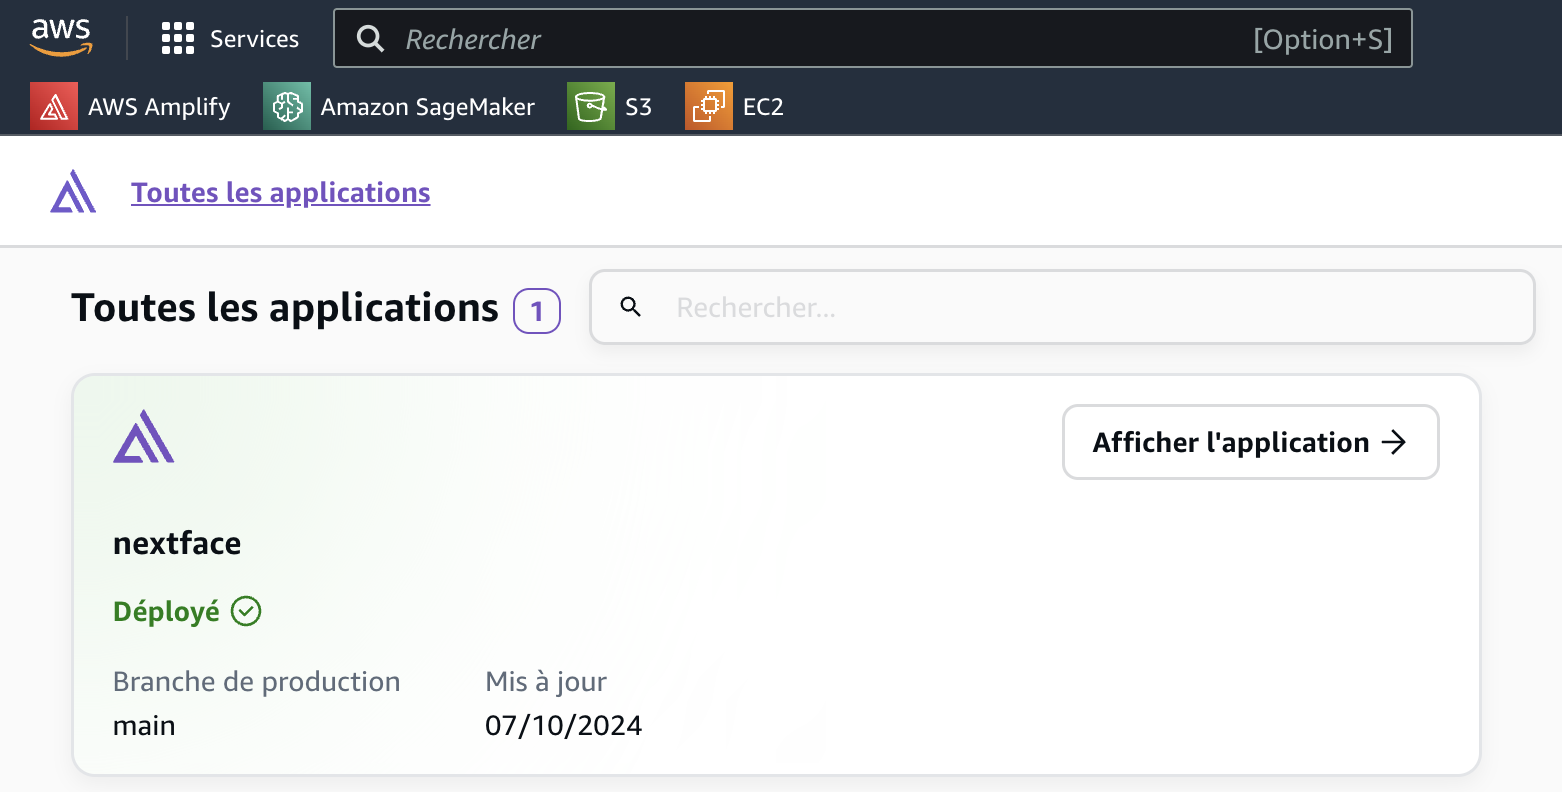 aws Services Rechercher [Option+S]
AWS Amplify Amazon SageMaker S3 EC2
Toutes les applications
Toutes les applications 1 Rechercher...
Afficher l'application →
nextface
Déployé
Branche de production Mis à jour
main 07/10/2024